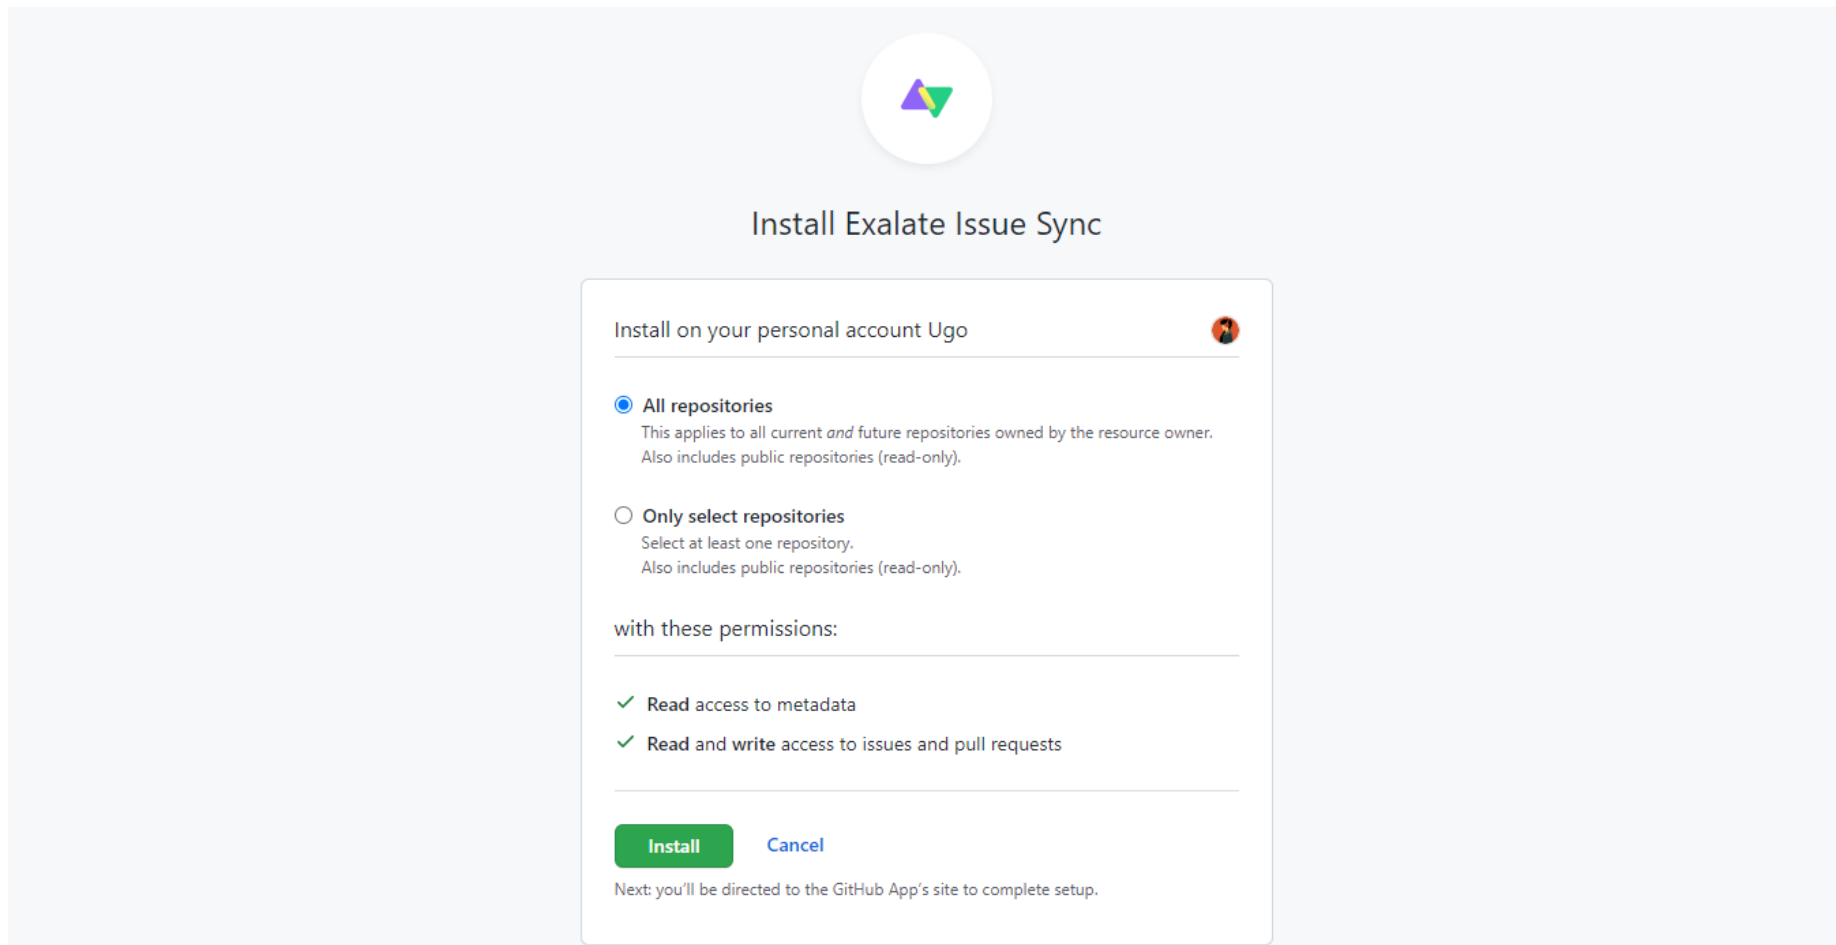 Install Exalate Issue Sync
Install on your personal account Ugo
All repositories
This applies to all current and future repositories owned by the resource owner.
Also includes public repositories (read-only).
Only select repositories
Select at least one repository.
Also includes public repositories (read-only).
with these permissions:
Read access to metadata
Read and write access to issues and pull requests
Install Cancel
Next: you'll be directed to the GitHub App's site to complete setup.